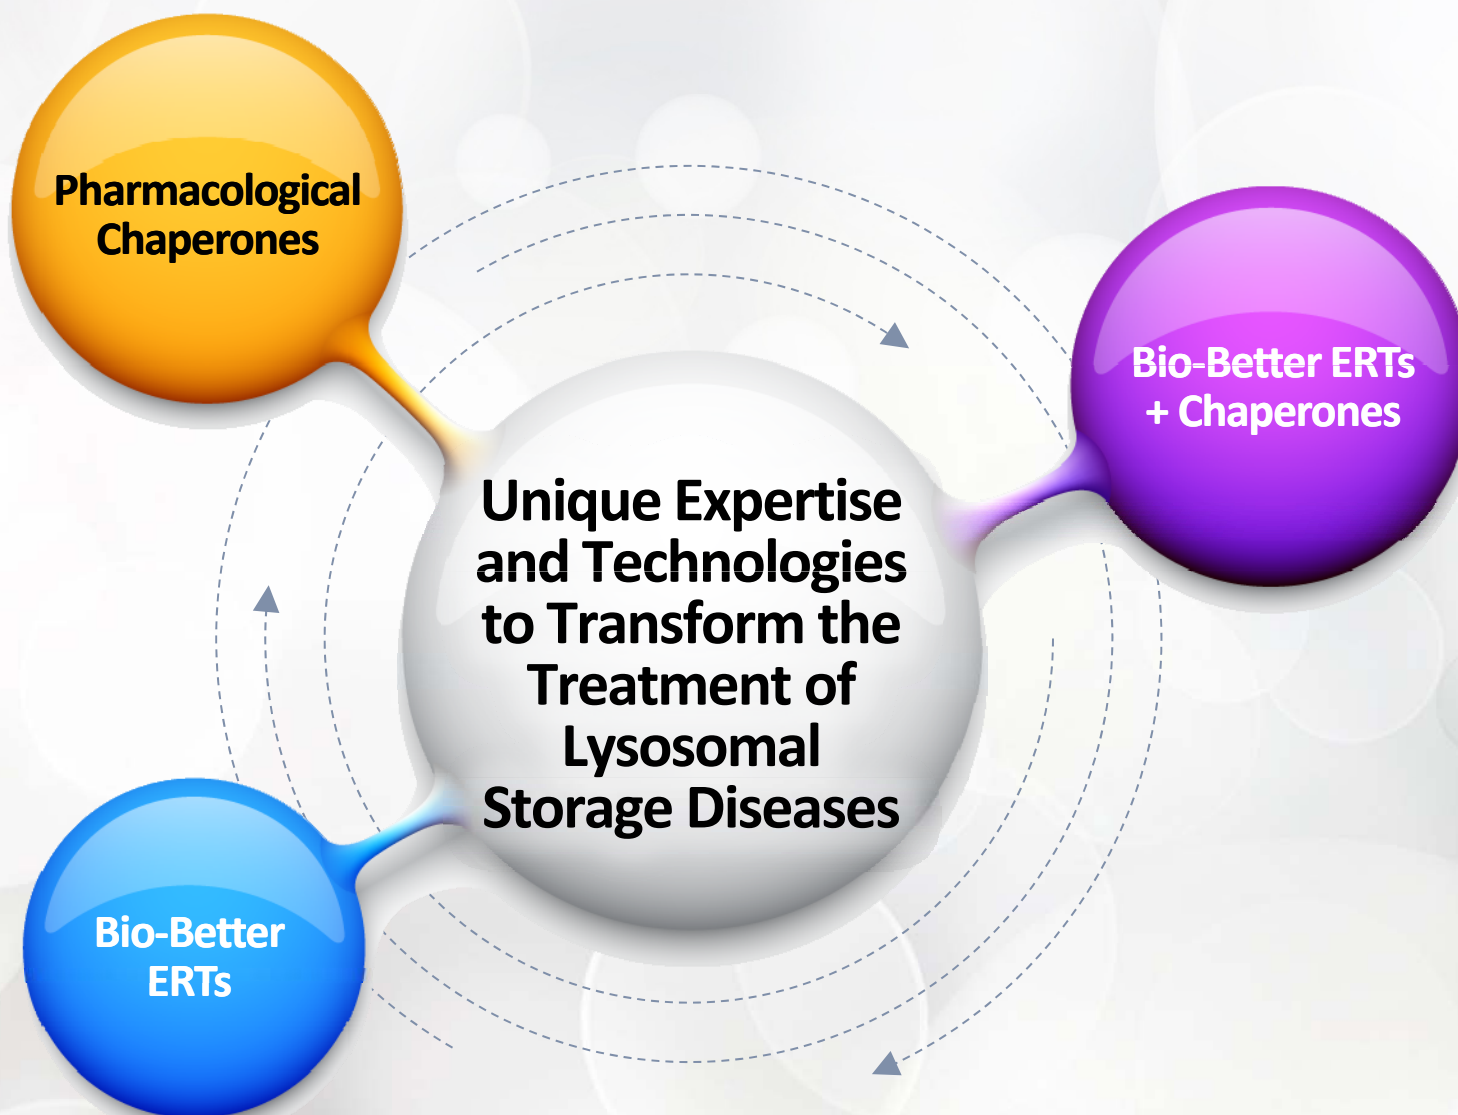 Pharmacological
Chaperones
Bio-Better ERTs
+ Chaperones
Unique Expertise
and Technologies
to Transform the
Treatment of
Lysosomal
Storage Diseases
Bio-Better
ERTs